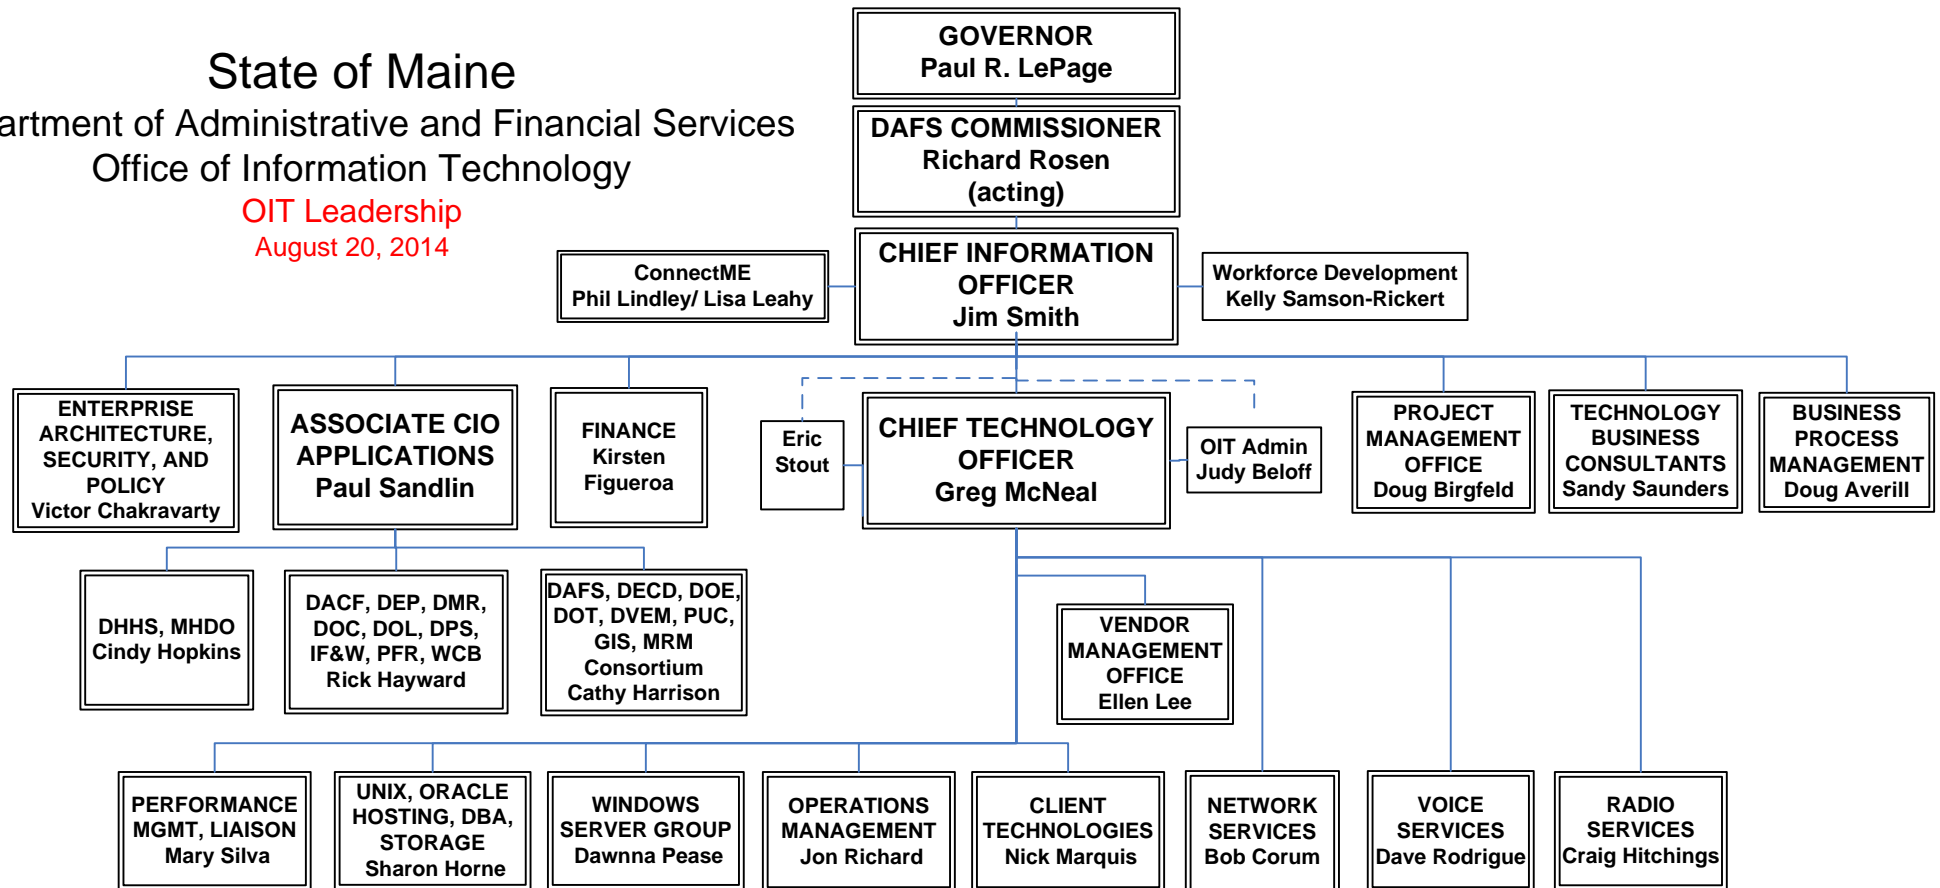 State of Maine
artment of Administrative and Financial Services
Office of Information Technology
OIT Leadership
August 20, 2014
GOVERNOR
Paul R. LePage
DAFS COMMISSIONER
Richard Rosen
(acting)
CHIEF INFORMATION
OFFICER
Jim Smith
ConnectME
Phil Lindley/ Lisa Leahy
Workforce Development
Kelly Samson-Rickert
ENTERPRISE
ARCHITECTURE,
SECURITY, AND
POLICY
Victor Chakravarty
ASSOCIATE CIO
APPLICATIONS
Paul Sandlin
FINANCE
Kirsten
Figueroa
Eric
Stout
CHIEF TECHNOLOGY
OFFICER
Greg McNeal
OIT Admin
Judy Beloff
PROJECT
MANAGEMENT
OFFICE
Doug Birgfeld
TECHNOLOGY
BUSINESS
CONSULTANTS
Sandy Saunders
BUSINESS
PROCESS
MANAGEMENT
Doug Averill
DHHS, MHDO
Cindy Hopkins
DACF, DEP, DMR,
DOC, DOL, DPS,
IF&W, PFR, WCB
Rick Hayward
DAFS, DECD, DOE,
DOT, DVEM, PUC,
GIS, MRM
Consortium
Cathy Harrison
VENDOR
MANAGEMENT
OFFICE
Ellen Lee
PERFORMANCE
MGMT, LIAISON
Mary Silva
UNIX, ORACLE
HOSTING, DBA,
STORAGE
Sharon Horne
WINDOWS
SERVER GROUP
Dawnna Pease
OPERATIONS
MANAGEMENT
Jon Richard
CLIENT
TECHNOLOGIES
Nick Marquis
NETWORK
SERVICES
Bob Corum
VOICE
SERVICES
Dave Rodrigue
RADIO
SERVICES
Craig Hitchings